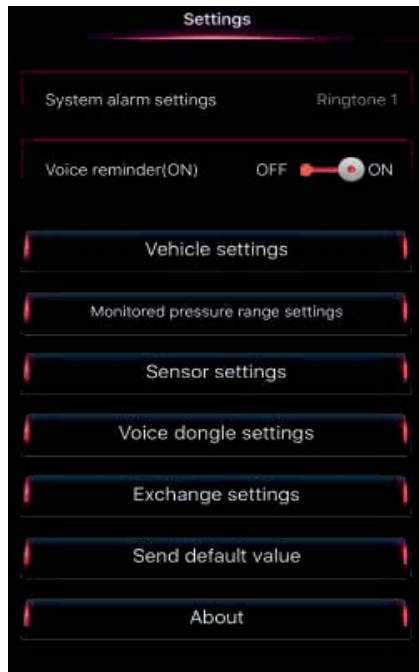 Settings
System alarm settings Ringtone 1
Voice reminder(ON) OFF ON
Vehicle settings
Monitored pressure range settings
Sensor settings
Voice dongle settings
Exchange settings
Send default value
About